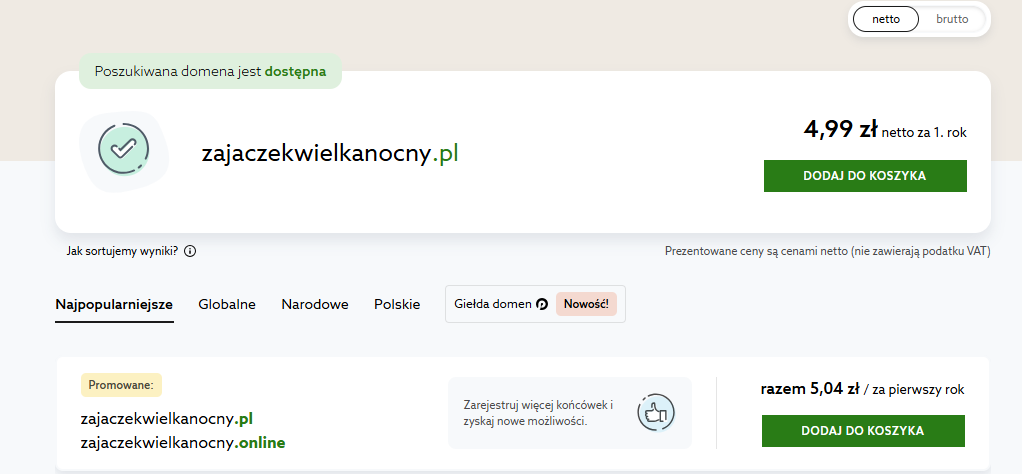 netto brutto
Poszukiwana domena jest dostępna
zajaczekwielkanocny.pl
4,99 zł netto za 1. rok
DODAJ DO KOSZYKA
Jak sortujemy wyniki?
Prezentowane ceny są cenami netto (nie zawierają podatku VAT)
Najpopularniejsze Globalne Narodowe Polskie Giełda domen Nowość!
Promowane:
zajaczekwielkanocny.pl
zajaczekwielkanocny.online
Zarejestruj więcej końcówek i
zyskaj nowe możliwości.
razem 5,04 zł / za pierwszy rok
DODAJ DO KOSZYKA